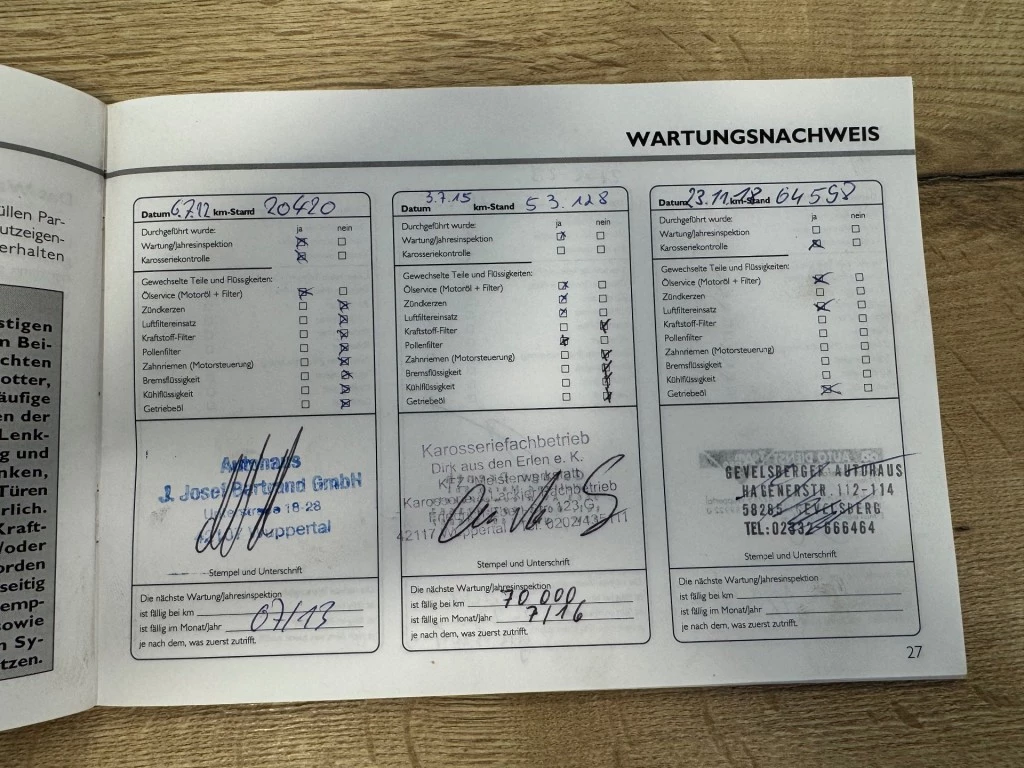 üllen Par-
utzeigen-
erhalten
stigen
n Bei-
chten
otter,
äufige
en der
Lenk-
g und
nken,
Türen
rlich.
Kraft-
/oder
orden
seitig
emp-
sowie
n Sy-
tzen.
WARTUNGSNACHWEIS
Datum 6.7.12 km-Stand 20420
Durchgeführt wurde: ja nein
Wartung/Jahresinspektion
Karosseriekontrolle
Gewechselte Teile und Flüssigkeiten:
Ölservice (Motoröl + Filter)
Zündkerzen
Luftfiltereinsatz
Kraftstoff-Filter
Pollenfilter
Zahnriemen (Motorsteuerung)
Bremsflüssigkeit
Kühlflüssigkeit
Getriebeöl
Autohaus
J. Josef Bertrand GmbH
18-28
Wuppertal
Stempel und Unterschrift
Die nächste Wartung/Jahresinspektion
ist fällig bei km
ist fällig im Monat/Jahr 07/13
je nach dem, was zuerst zutrifft.
Datum 3.7.15 km-Stand 53.128
Durchgeführt wurde: ja nein
Wartung/Jahresinspektion
Karosseriekontrolle
Gewechselte Teile und Flüssigkeiten:
Ölservice (Motoröl + Filter)
Zündkerzen
Luftfiltereinsatz
Kraftstoff-Filter
Pollenfilter
Zahnriemen (Motorsteuerung)
Bremsflüssigkeit
Kühlflüssigkeit
Getriebeöl
Karosseriefachbetrieb
Dirk aus den Erlen e. K.
Kfz-Meisterwerkstatt
42117 Wuppertal
Stempel und Unterschrift
Die nächste Wartung/Jahresinspektion
ist fällig bei km 70 000
ist fällig im Monat/Jahr 7/16
je nach dem, was zuerst zutrifft.
Datum 23.11.18 km-Stand 64598
Durchgeführt wurde: ja nein
Wartung/Jahresinspektion
Karosseriekontrolle
Gewechselte Teile und Flüssigkeiten:
Ölservice (Motoröl + Filter)
Zündkerzen
Luftfiltereinsatz
Kraftstoff-Filter
Pollenfilter
Zahnriemen (Motorsteuerung)
Bremsflüssigkeit
Kühlflüssigkeit
Getriebeöl
GEVELSBERGER AUTOHAUS
HAGENERSTR. 112-114
58285 GEVELSBERG
TEL: 02332-666464
Stempel und Unterschrift
Die nächste Wartung/Jahresinspektion
ist fällig bei km
ist fällig im Monat/Jahr
je nach dem, was zuerst zutrifft.
27